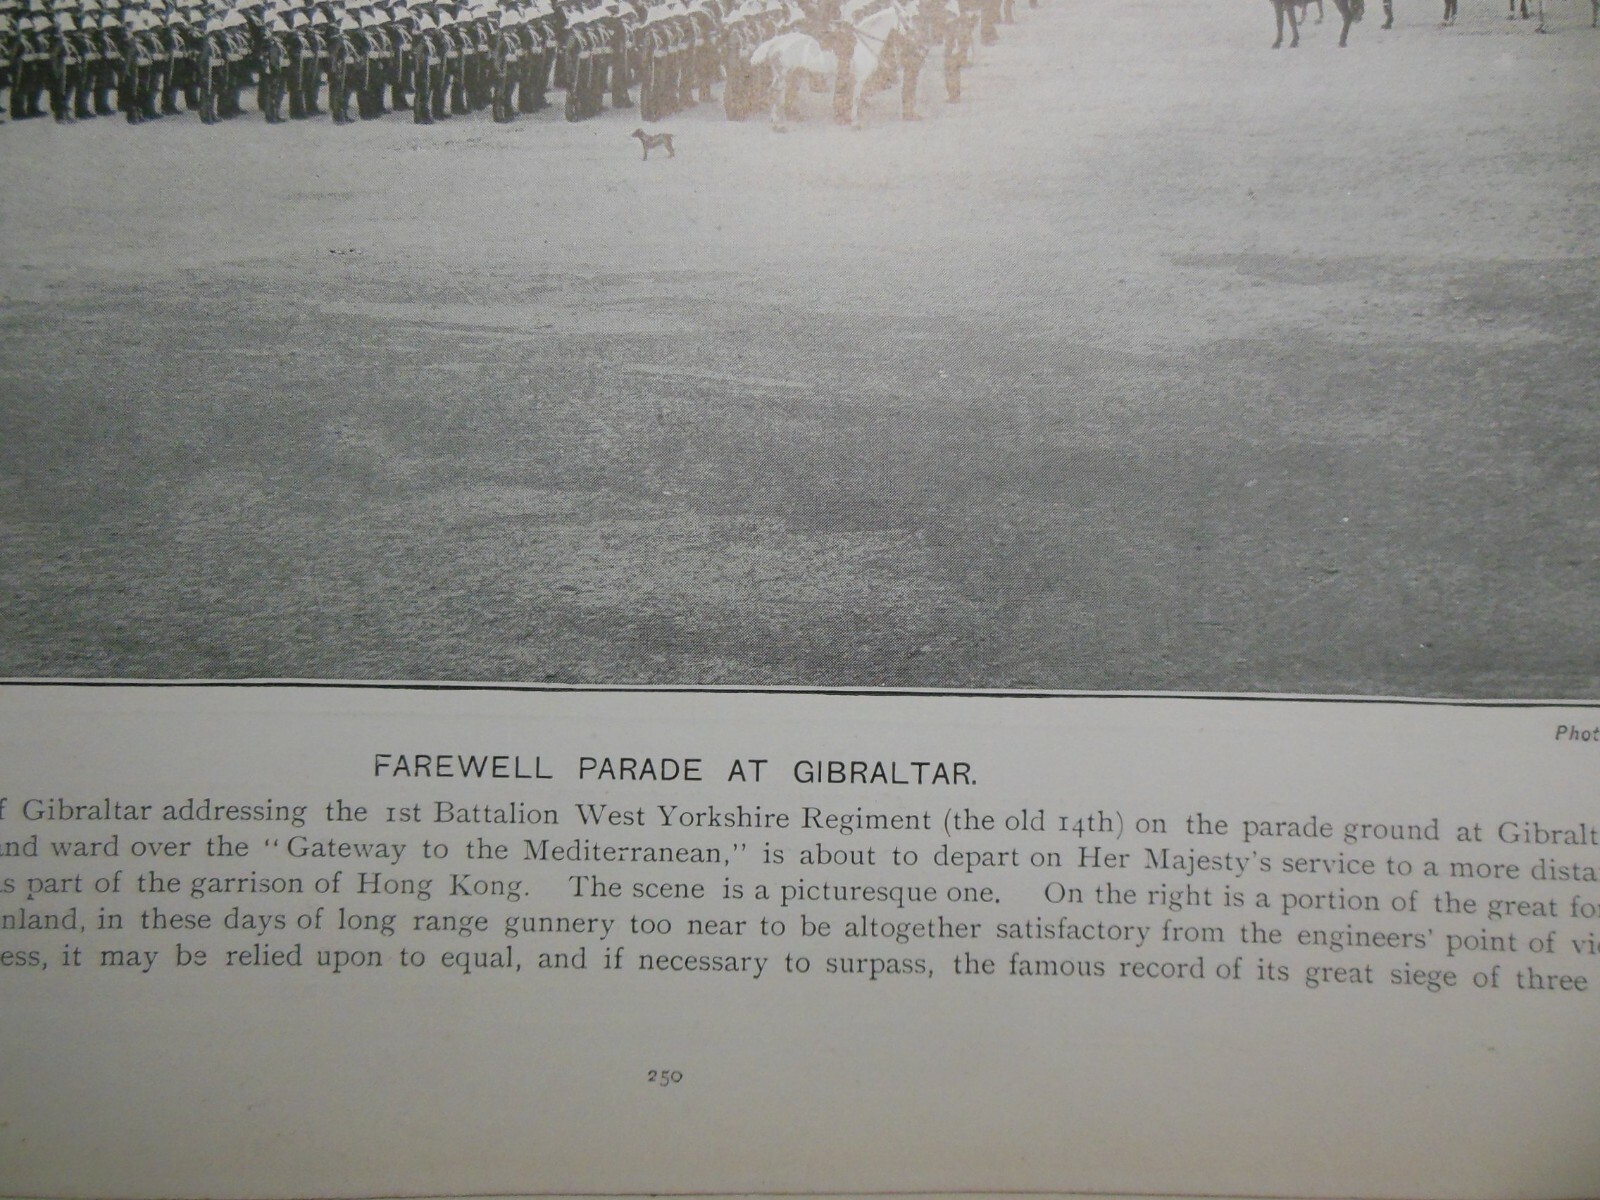 Phot
FAREWELL PARADE AT GIBRALTAR.
f Gibraltar addressing the 1st Battalion West Yorkshire Regiment (the old 14th) on the parade ground at Gibralt
nd ward over the "Gateway to the Mediterranean," is about to depart on Her Majesty's service to a more dista
s part of the garrison of Hong Kong. The scene is a picturesque one. On the right is a portion of the great for
nland, in these days of long range gunnery too near to be altogether satisfactory from the engineers' point of vi
ess, it may be relied upon to equal, and if necessary to surpass, the famous record of its great siege of three
250